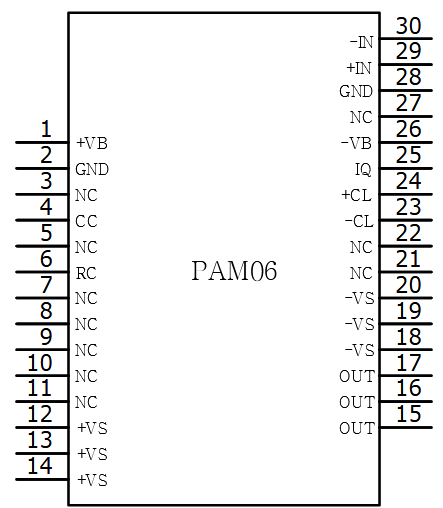 1 +VB
2 GND
3 NC
4 CC
5 NC
6 RC
7 NC
8 NC
9 NC
10 NC
11 NC
12 +VS
13 +VS
14 +VS
PAM06
-IN 30
+IN 29
GND 28
NC 27
-VB 26
IQ 25
+CL 24
-CL 23
NC 22
NC 21
-VS 20
-VS 19
-VS 18
OUT 17
OUT 16
OUT 15